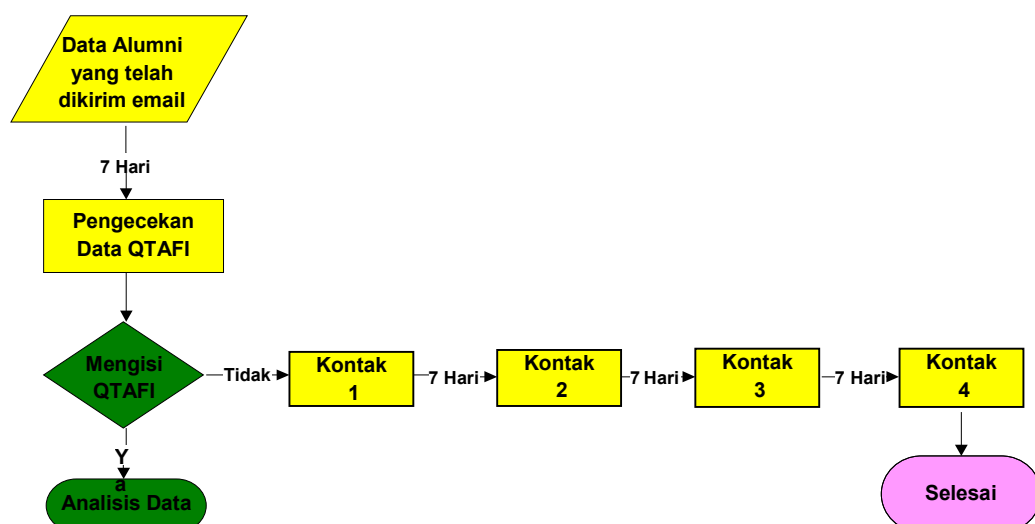 Data Alumni
yang telah
dikirim email
7 Hari
Pengecekan
Data QTAFI
Mengisi
QTAFI
Tidak
Kontak
1
7 Hari
Kontak
2
7 Hari
Kontak
3
7 Hari
Kontak
4
Y
a
Analisis Data
Selesai